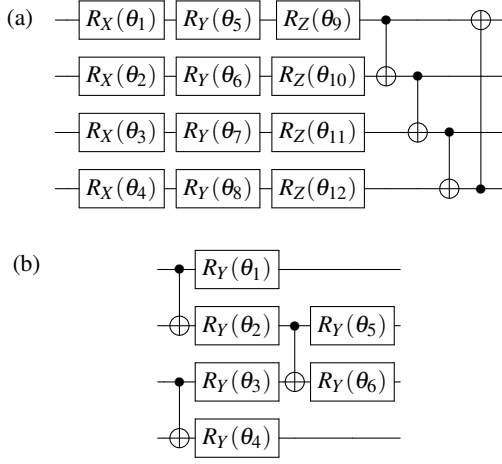 (a)
R_X(θ_1) R_Y(θ_5) R_Z(θ_9)
R_X(θ_2) R_Y(θ_6) R_Z(θ_10)
R_X(θ_3) R_Y(θ_7) R_Z(θ_11)
R_X(θ_4) R_Y(θ_8) R_Z(θ_12)
(b)
R_Y(θ_1)
R_Y(θ_2) R_Y(θ_5)
R_Y(θ_3) R_Y(θ_6)
R_Y(θ_4)